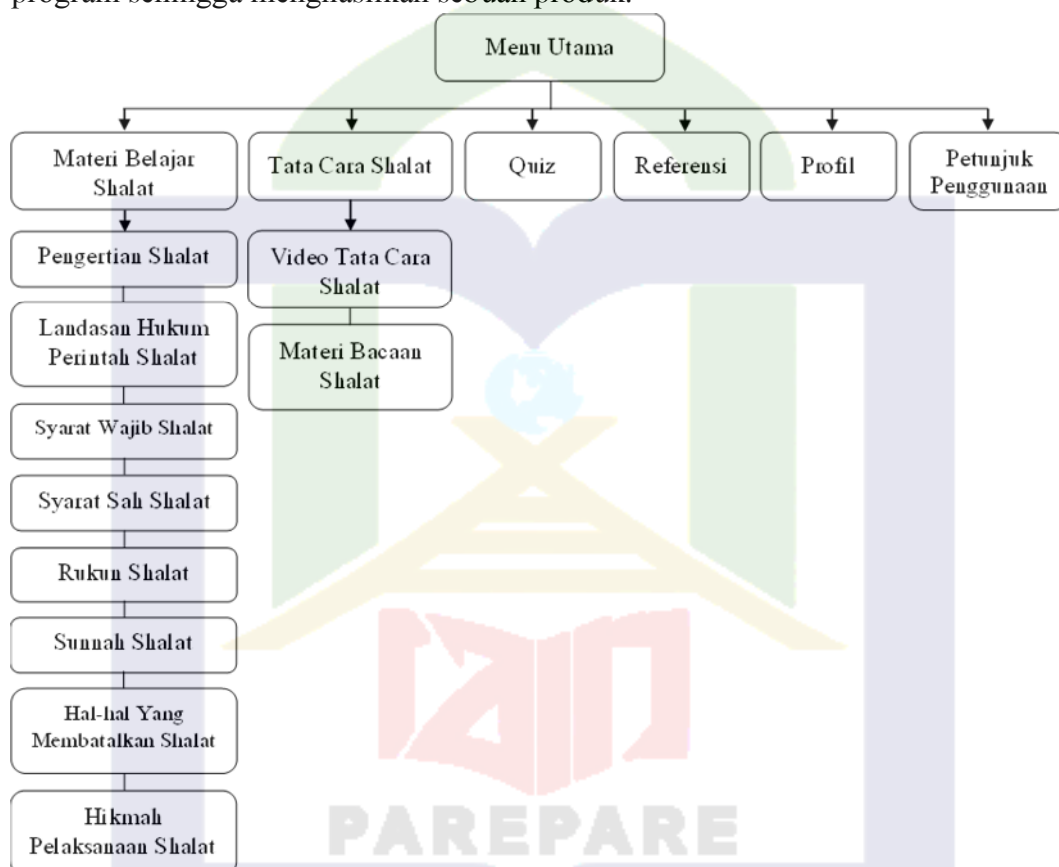 program sehingga menghasilkan sebuah produk.
Menu Utama
Materi Belajar
Shalat
Tata Cara Shalat
Quiz
Referensi
Profil
Petunjuk
Penggunaan
Pengertian Shalat
Landasan Hukum
Perintah Shalat
Syarat Wajib Shalat
Syarat Sah Shalat
Rukun Shalat
Sunnah Shalat
Hal-hal Yang
Membatalkan Shalat
Hikmah
Pelaksanaan Shalat
Video Tata Cara
Shalat
Materi Bacaan
Shalat
iain
PAREPARE